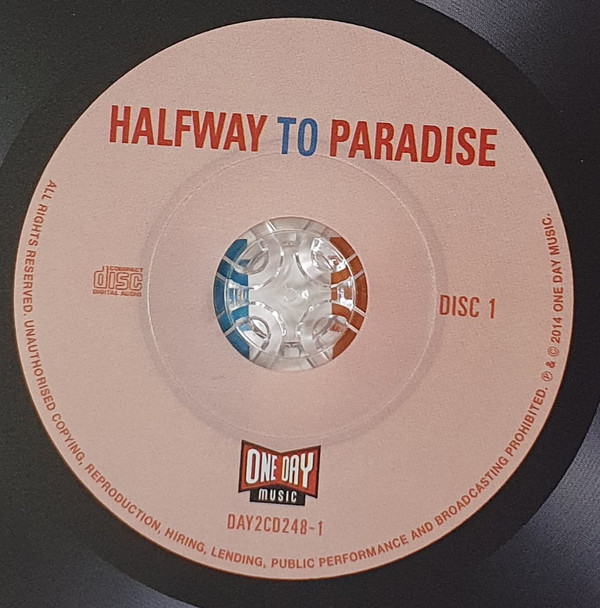 HALFWAY TO PARADISE
COMPACT
disc
DIGITAL AUDIO
DISC 1
ONE DAY
MUSIC
DAY2CD248-1
ALL RIGHTS RESERVED. UNAUTHORISED COPYING, REPRODUCTION, HIRING, LENDING, PUBLIC PERFORMANCE AND BROADCASTING PROHIBITED. ℗ & © 2014 ONE DAY MUSIC.